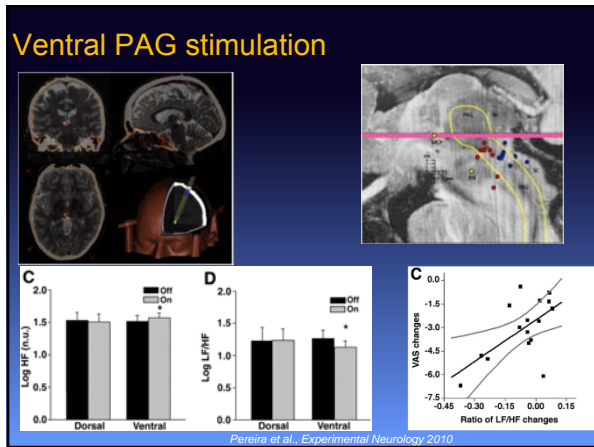 Ventral PAG stimulation
MCP
SC
C
Off
On
Log HF (n.u.)
2.0
1.5
1.0
0.5
0.0
*
Dorsal
Ventral
D
Off
On
Log LF/HF
2.0
1.5
1.0
0.5
0.0
*
Dorsal
Ventral
C
VAS changes
-1.5
-3.0
-4.5
-6.0
-7.5
-0.45
-0.30
-0.15
0.00
0.15
Ratio of LF/HF changes
Pereira et al., Experimental Neurology 2010